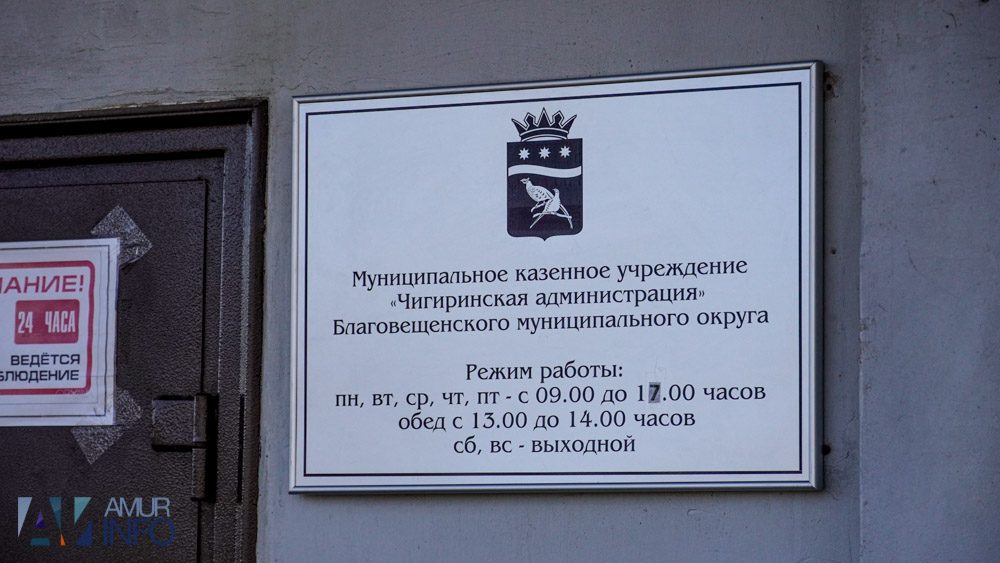 Муниципальное казенное учреждение
«Чигиринская администрация»
Благовещенского муниципального округа
Режим работы:
пн, вт, ср, чт, пт - с 09.00 до 17.00 часов
обед с 13.00 до 14.00 часов
сб, вс - выходной
АНИЕ!
24 ЧАСА
ВЕДЁТСЯ
БЛЮДЕНИЕ
AMUR
INFO